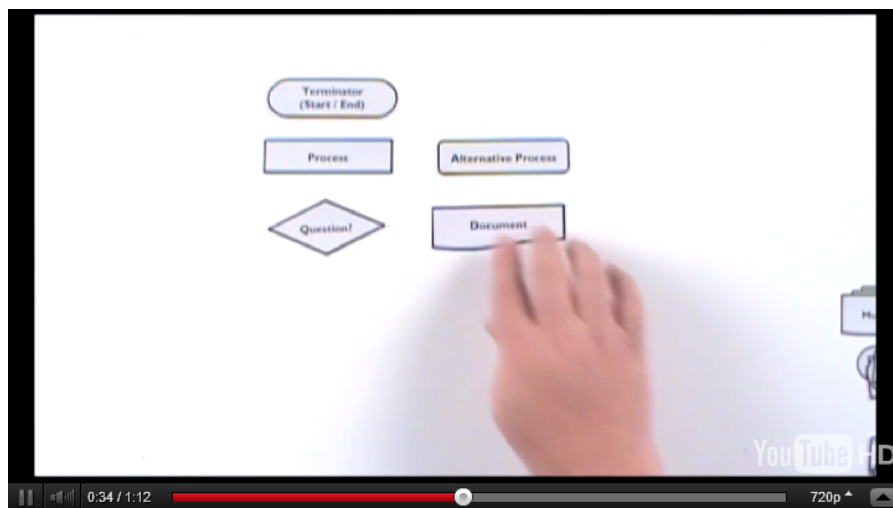 Terminator
(Start / End)
Process
Alternative Process
Question?
Document
YouTube HD
0:34 / 1:12
720p